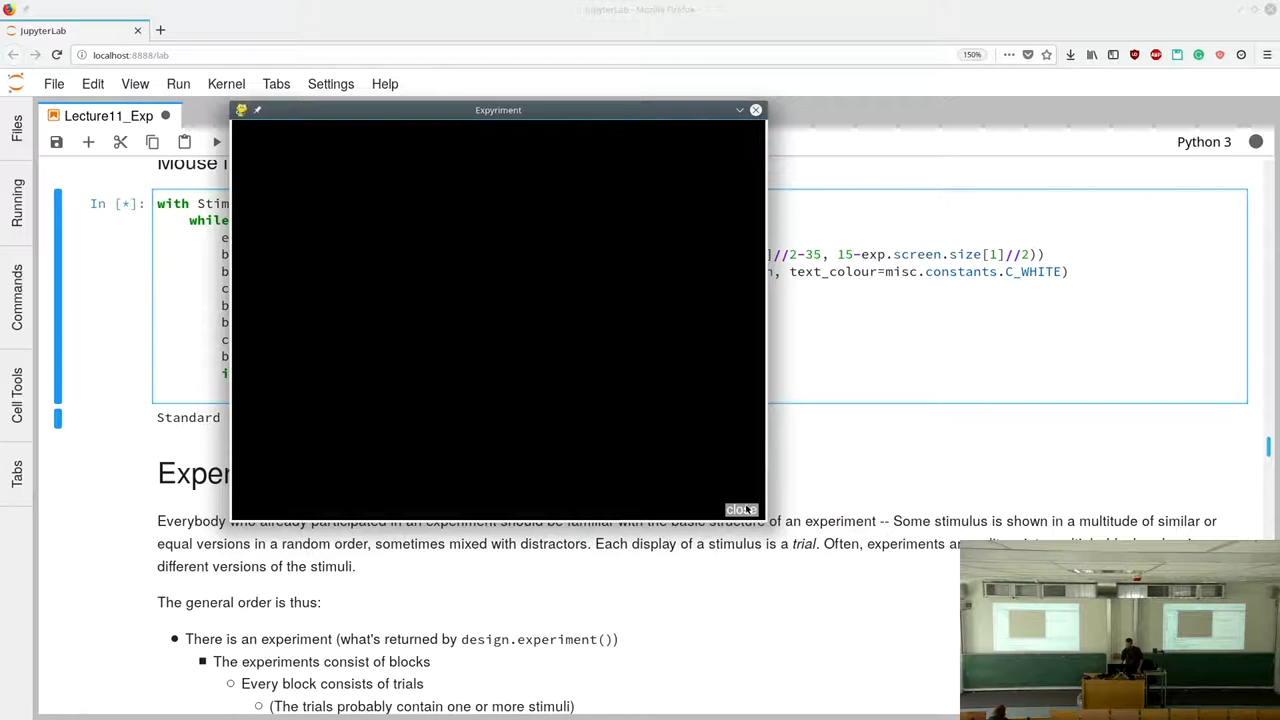 JupyterLab - Mozilla Firefox
JupyterLab
localhost:8888/lab
150%
File Edit View Run Kernel Tabs Settings Help
Lecture11_Exp
Expyriment
Python 3
Files
Running
Commands
Cell Tools
Tabs
Mouse
In [*]:
with Stim
while
e
b ]//2-35, 15-exp.screen.size[1]//2))
b n, text_colour=misc.constants.C_WHITE)
c
b
b
c
b
i
close
Standard
Exper
Everybody who already participated in an experiment should be familiar with the basic structure of an experiment -- Some stimulus is shown in a multitude of similar or
equal versions in a random order, sometimes mixed with distractors. Each display of a stimulus is a trial. Often, experiments are
different versions of the stimuli.
The general order is thus:
There is an experiment (what's returned by design.experiment())
The experiments consist of blocks
Every block consists of trials
(The trials probably contain one or more stimuli)